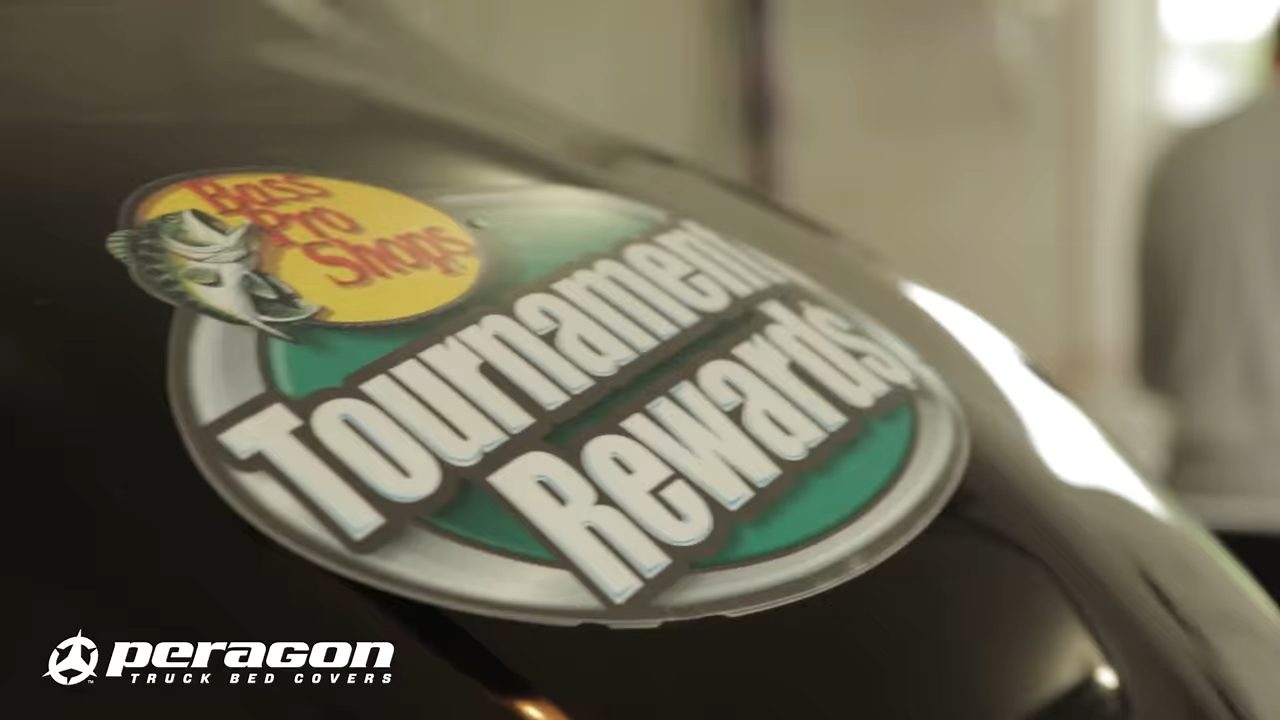 Bass
Pro
Shops
Tournament
Rewards
peragon
TRUCK BED COVERS